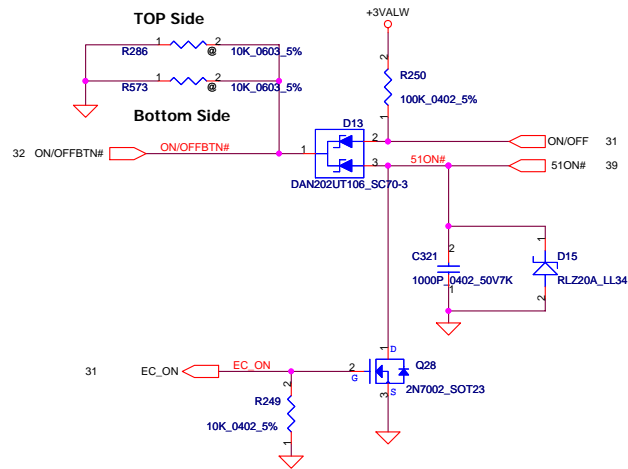 TOP Side
+3VALW
R286
1
2
@
10K_0603_5%
R573
1
2
@
10K_0603_5%
2
R250
100K_0402_5%
1
Bottom Side
D13
32 ON/OFFBTN#
ON/OFFBTN#
1
2
3
DAN202UT106_SC70-3
ON/OFF 31
51ON#
51ON# 39
C321
2
1
1000P_0402_50V7K
1
D15
RLZ20A_LL34
2
31 EC_ON
EC_ON
2
G
1
D
Q28
2N7002_SOT23
3
S
2
R249
10K_0402_5%
1